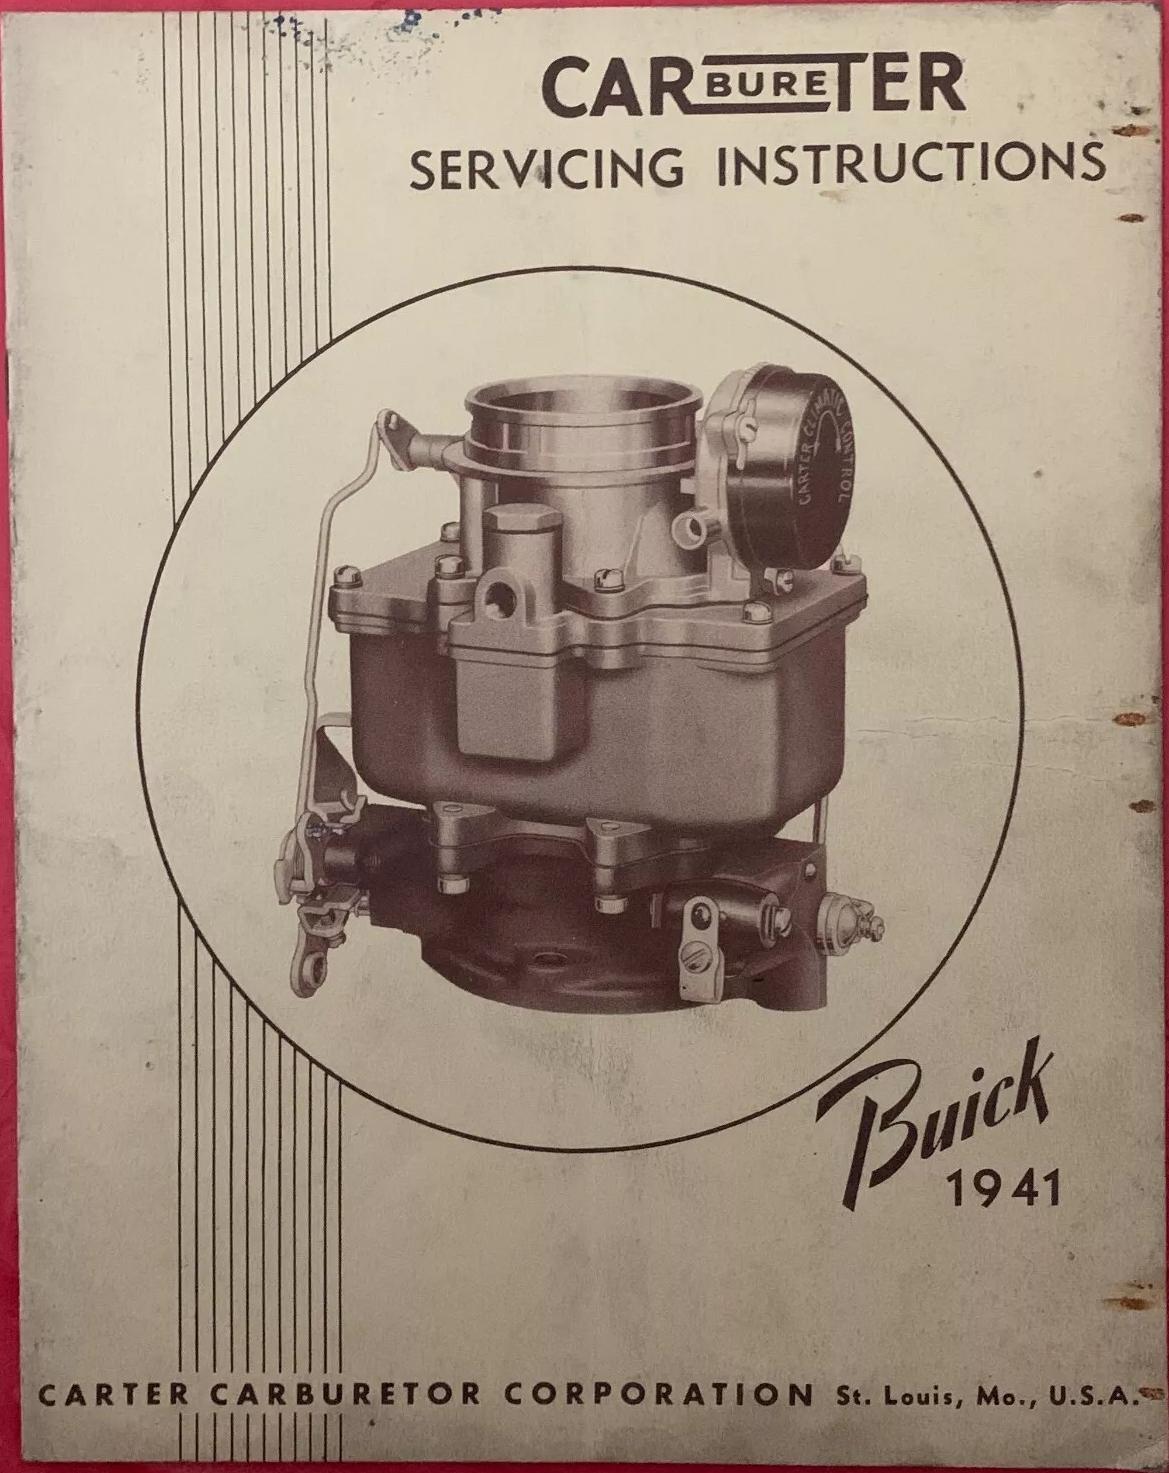 CARBURETER
SERVICING INSTRUCTIONS
CARTER CLIMATIC CONTROL
Buick
1941
CARTER CARBURETOR CORPORATION St. Louis, Mo., U.S.A.